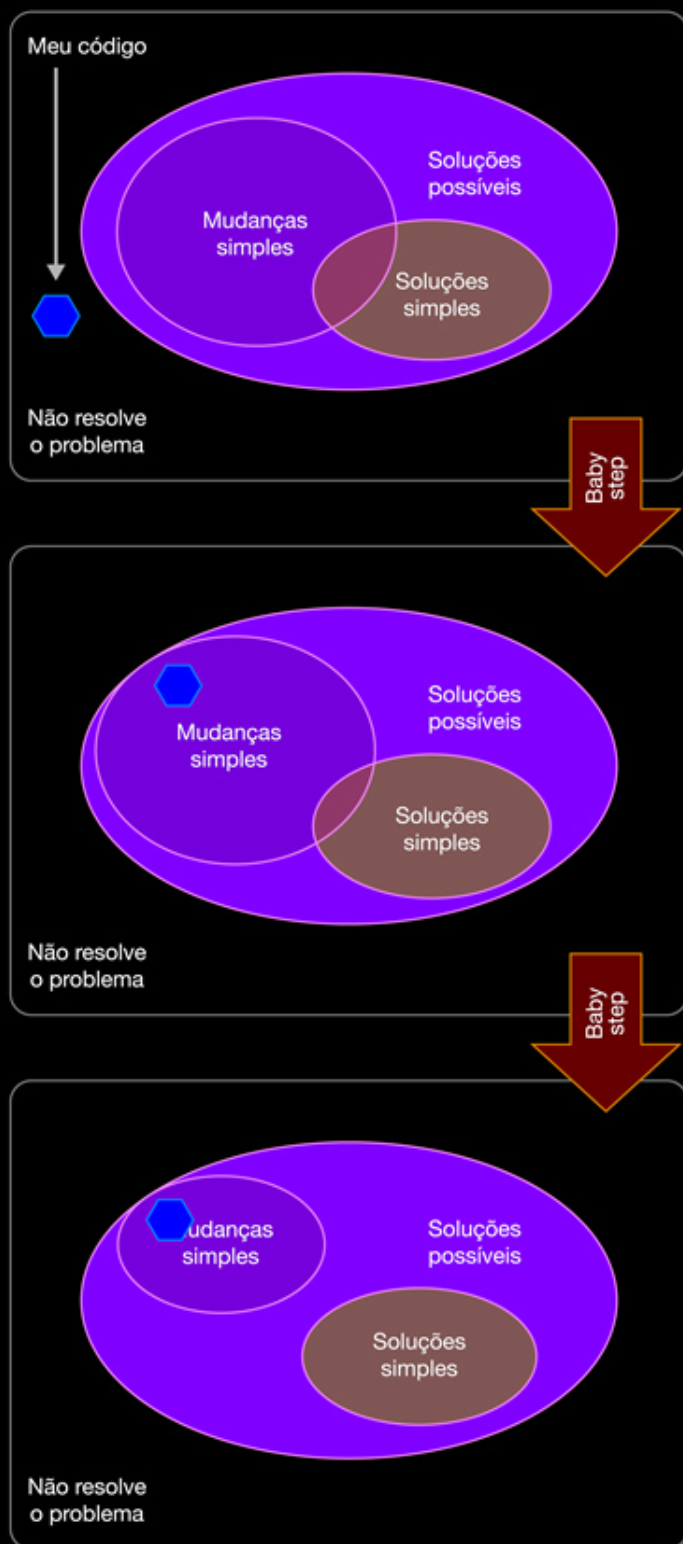 Meu código
Soluções
possíveis
Mudanças
simples
Soluções
simples
Não resolve
o problema
Baby
step
Soluções
possíveis
Mudanças
simples
Soluções
simples
Não resolve
o problema
Baby
step
Soluções
possíveis
udanças
simples
Soluções
simples
Não resolve
o problema